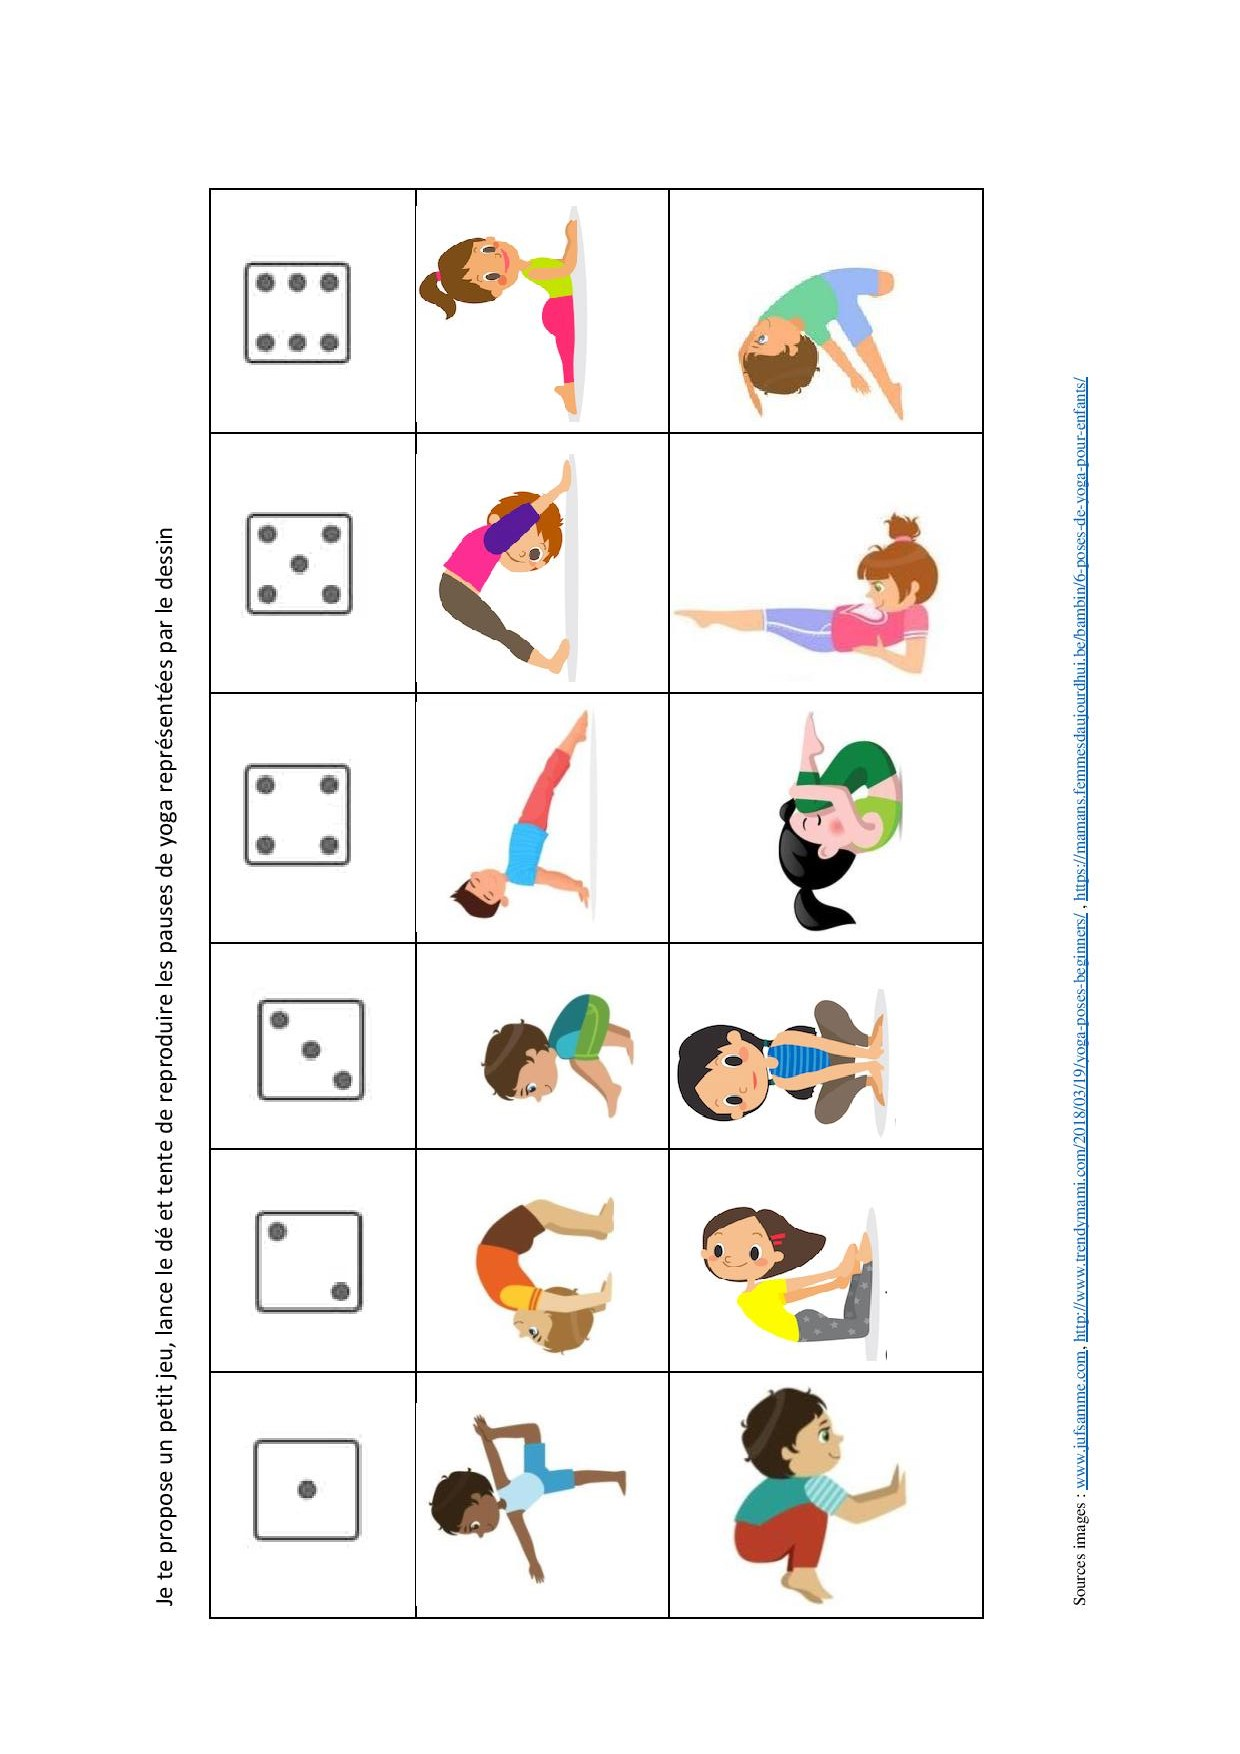 Je te propose un petit jeu, lance le dé et tente de reproduire les pauses de yoga représentées par le dessin
Sources images : www.jufsamme.com, http://www.trendymami.com/2018/03/19/yoga-poses-beginners/ , https://mamans.femmesdaujourdhui.be/bambin/6-poses-de-yoga-pour-enfants/